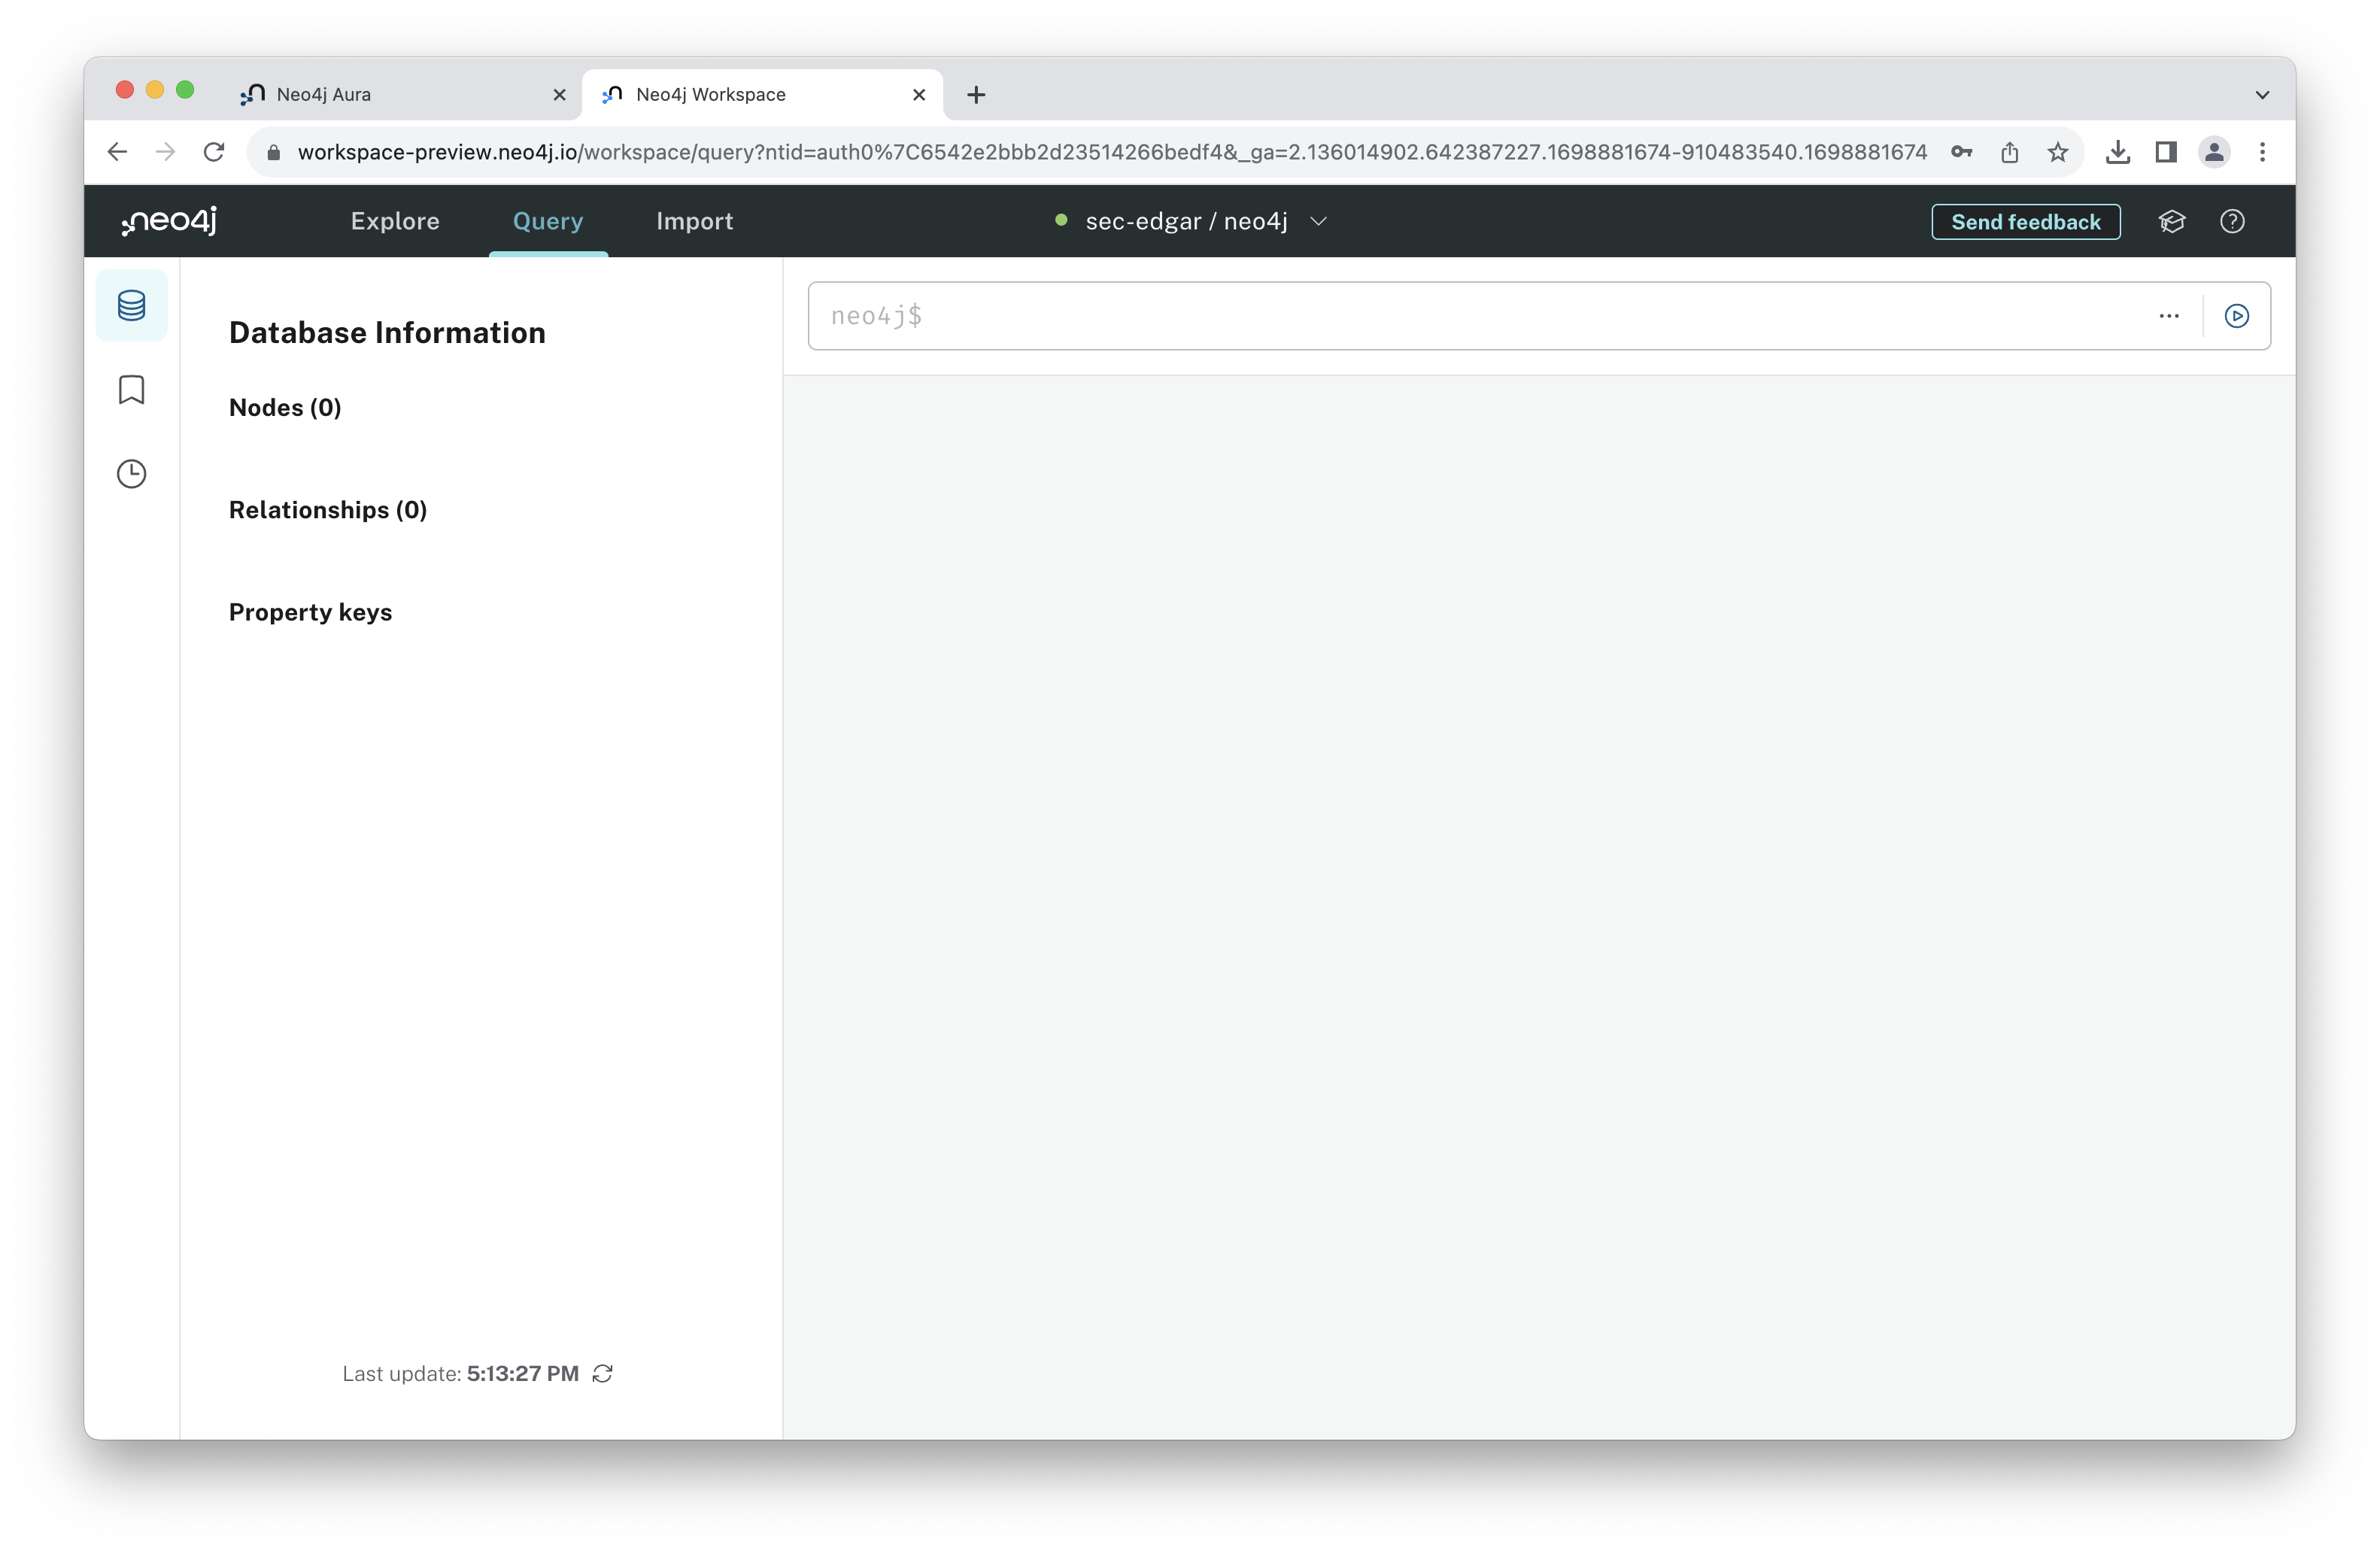 Neo4j Aura
Neo4j Workspace
workspace-preview.neo4j.io/workspace/query?ntid=auth0%7C6542e2bbb2d23514266bedf4&_ga=2.136014902.642387227.1698881674-910483540.1698881674
neo4j Explore Query Import sec-edgar / neo4j Send feedback
Database Information
neo4j$
Nodes (0)
Relationships (0)
Property keys
Last update: 5:13:27 PM